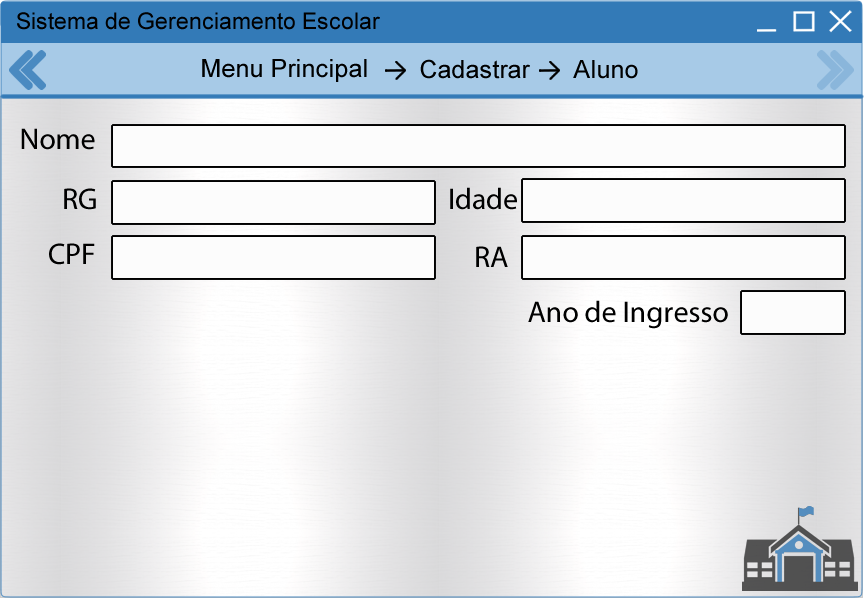 Sistema de Gerenciamento Escolar
Menu Principal → Cadastrar → Aluno
Nome
RG Idade
CPF RA
Ano de Ingresso